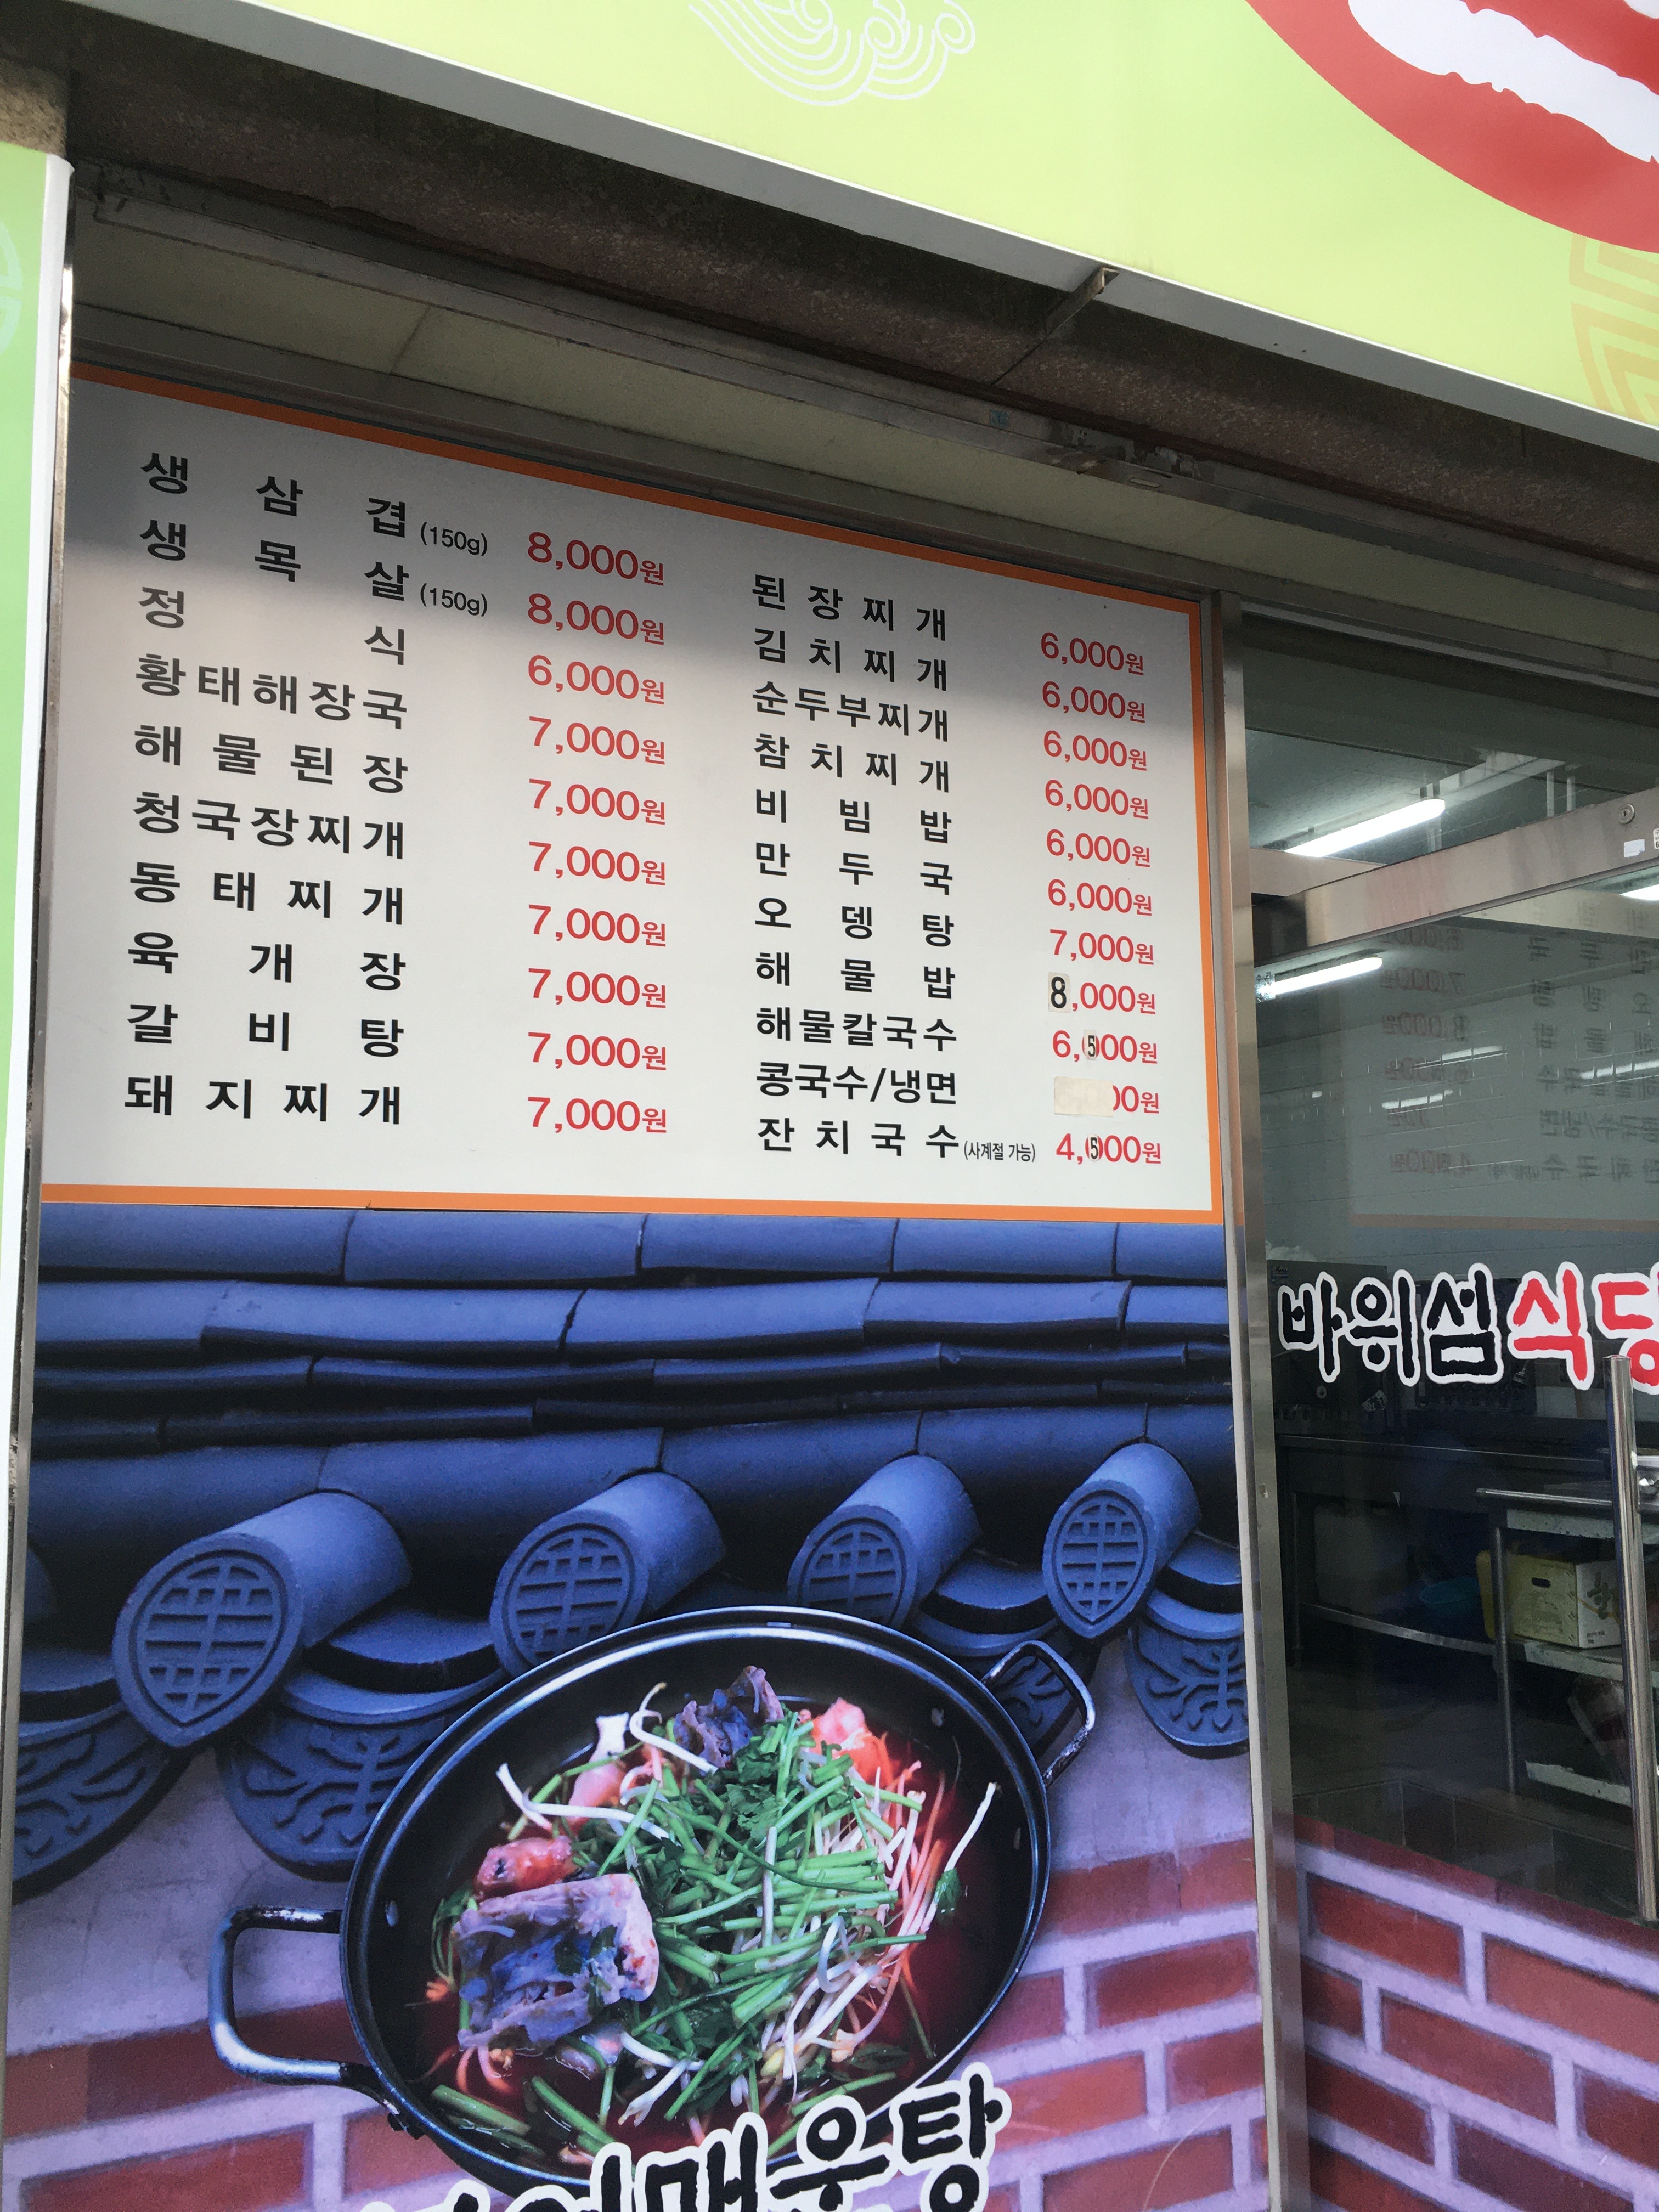 생삼겹 (150g) 8,000원
생목살 (150g) 8,000원
정식 6,000원
황태해장국 7,000원
해물된장 7,000원
청국장찌개 7,000원
동태찌개 7,000원
육개장 7,000원
갈비탕 7,000원
돼지찌개 7,000원
된장찌개 6,000원
김치찌개 6,000원
순두부찌개 6,000원
참치찌개 6,000원
비빔밥 6,000원
만두국 6,000원
오뎅탕 7,000원
해물밥 8,000원
해물칼국수 6,500원
콩국수/냉면
잔치국수 (사계절 가능) 4,500원
바위섬식당
매운탕